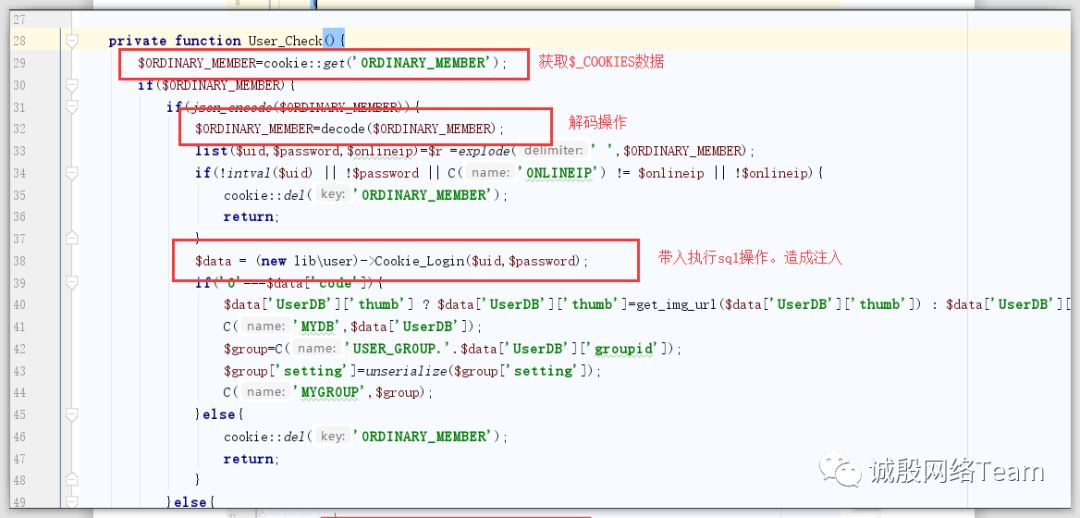 27
28 private function User_Check(){
29 $ORDINARY_MEMBER=cookie::get('ORDINARY_MEMBER'); 获取$_COOKIES数据
30 if($ORDINARY_MEMBER){
31 if(json_encode($ORDINARY_MEMBER)){
32 $ORDINARY_MEMBER=decode($ORDINARY_MEMBER); 解码操作
33 list($uid,$password,$onlineip)=$r =explode( delimiter: ' ',$ORDINARY_MEMBER);
34 if(!intval($uid) || !$password || C( name: 'ONLINEIP') != $onlineip || !$onlineip){
35 cookie::del( key: 'ORDINARY_MEMBER');
36 return;
37 }
38 $data = (new lib\user)->Cookie_Login($uid,$password); 带入执行sql操作。造成注入
39 if('0'===$data['code']){
40 $data['UserDB']['thumb'] ? $data['UserDB']['thumb']=get_img_url($data['UserDB']['thumb']) : $data['UserDB'][
41 C( name: 'MYDB',$data['UserDB']);
42 $group=C( name: 'USER_GROUP.'.$data['UserDB']['groupid']);
43 $group['setting']=unserialize($group['setting']);
44 C( name: 'MYGROUP',$group);
45 }else{
46 cookie::del( key: 'ORDINARY_MEMBER');
47 return;
48 }
49 }else{
诚殷网络Team